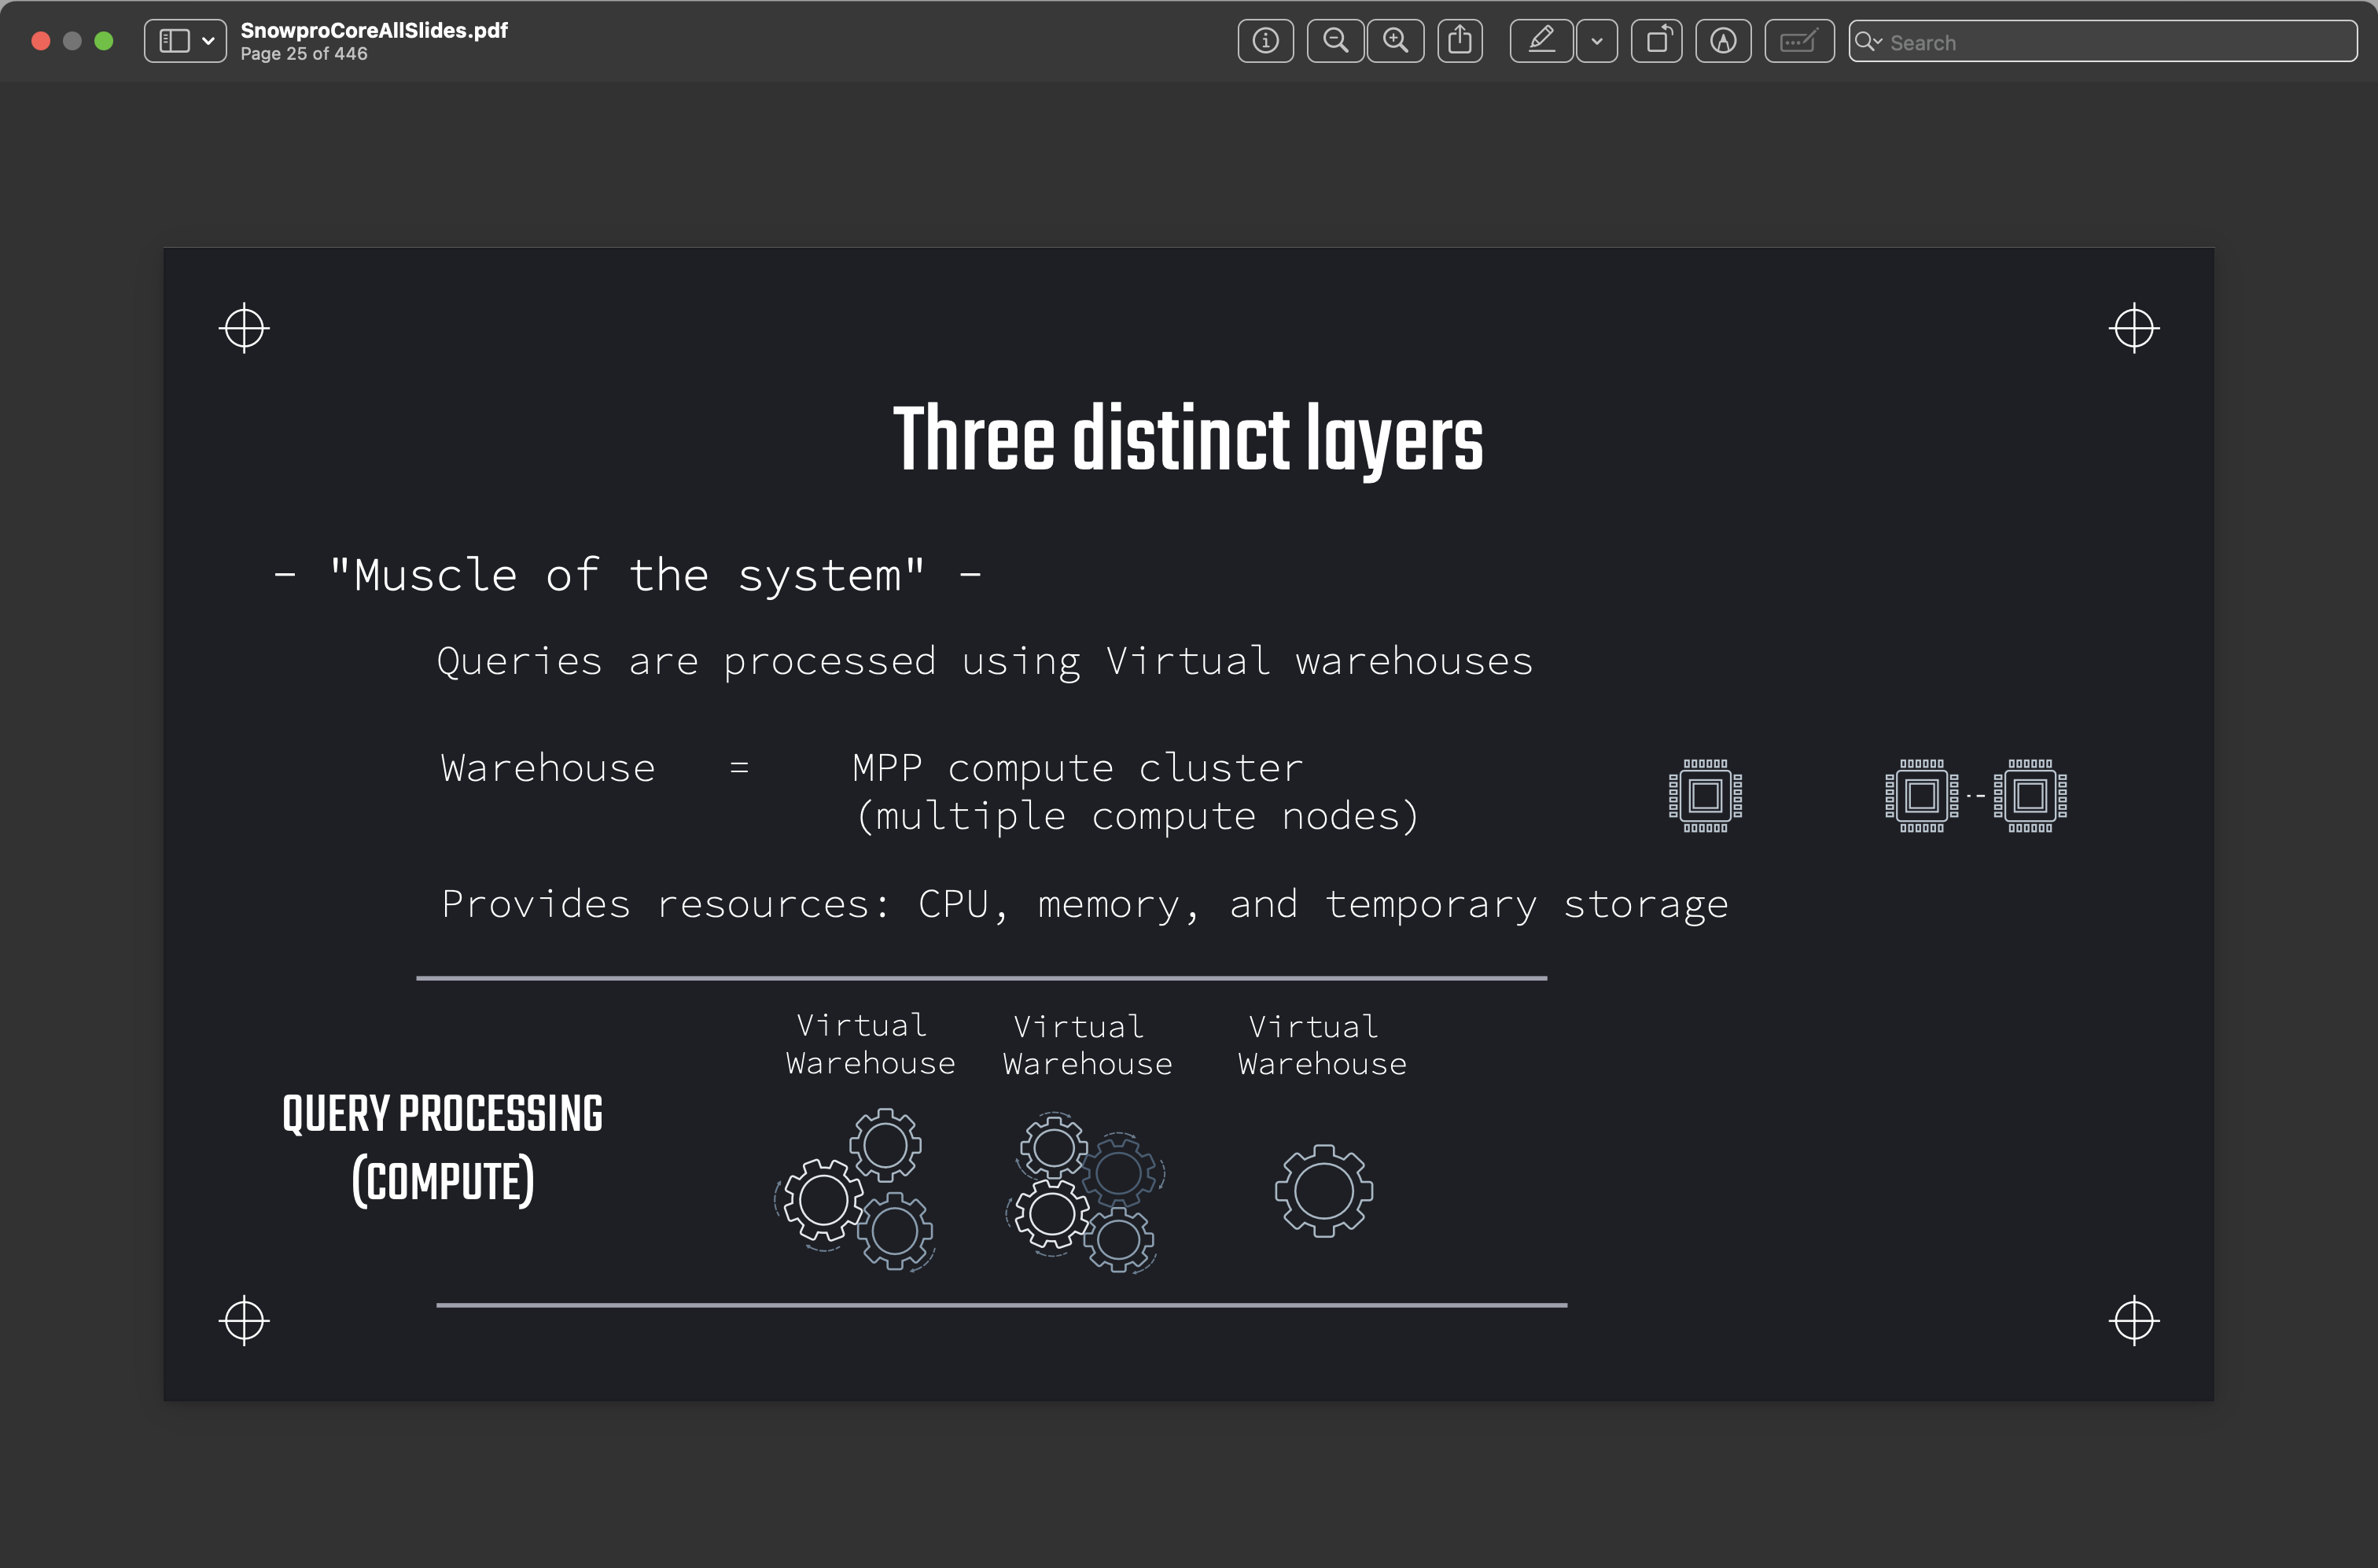 SnowproCoreAllSlides.pdf
Page 25 of 446
Search
Three distinct layers
- "Muscle of the system" -
Queries are processed using Virtual warehouses
Warehouse = MPP compute cluster
(multiple compute nodes)
Provides resources: CPU, memory, and temporary storage
Virtual Virtual Virtual
Warehouse Warehouse Warehouse
QUERY PROCESSING
(COMPUTE)